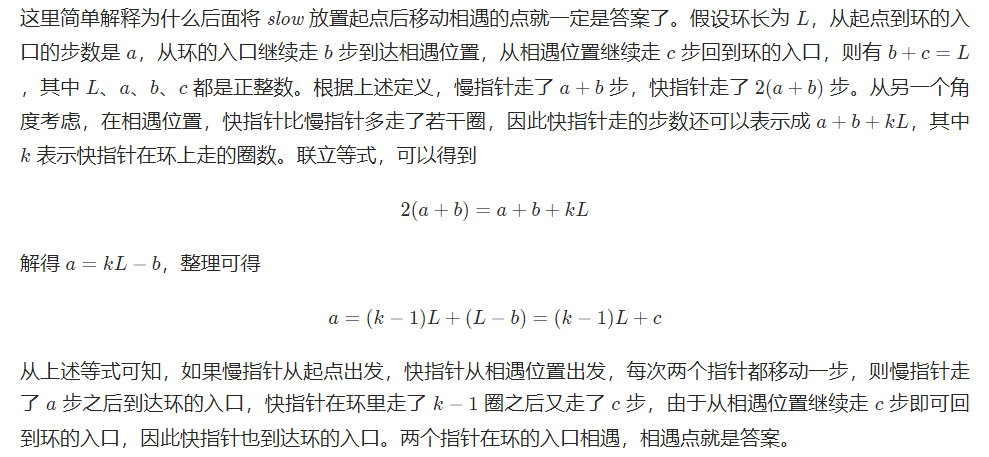 这里简单解释为什么后面将 slow 放置起点后移动相遇的点就一定是答案了。假设环长为 L，从起点到环的入
口的步数是 a，从环的入口继续走 b 步到达相遇位置，从相遇位置继续走 c 步回到环的入口，则有 b + c = L
，其中 L、a、b、c 都是正整数。根据上述定义，慢指针走了 a + b 步，快指针走了 2(a + b) 步。从另一个角
度考虑，在相遇位置，快指针比慢指针多走了若干圈，因此快指针走的步数还可以表示成 a + b + kL，其中
k 表示快指针在环上走的圈数。联立等式，可以得到
2(a + b) = a + b + kL
解得 a = kL − b，整理可得
a = (k − 1)L + (L − b) = (k − 1)L + c
从上述等式可知，如果慢指针从起点出发，快指针从相遇位置出发，每次两个指针都移动一步，则慢指针走
了 a 步之后到达环的入口，快指针在环里走了 k − 1 圈之后又走了 c 步，由于从相遇位置继续走 c 步即可回
到环的入口，因此快指针也到达环的入口。两个指针在环的入口相遇，相遇点就是答案。